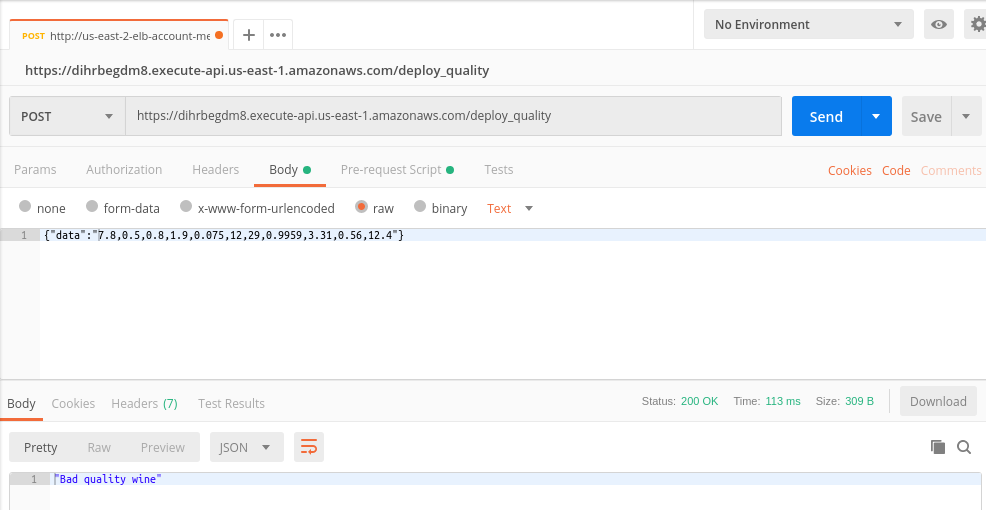 POST http://us-east-2-elb-account-me
No Environment
https://dihrbegdm8.execute-api.us-east-1.amazonaws.com/deploy_quality
POST https://dihrbegdm8.execute-api.us-east-1.amazonaws.com/deploy_quality Send Save
Params Authorization Headers Body Pre-request Script Tests Cookies Code Comments
none form-data x-www-form-urlencoded raw binary Text
1 {"data":"7.8,0.5,0.8,1.9,0.075,12,29,0.9959,3.31,0.56,12.4"}
Body Cookies Headers (7) Test Results Status: 200 OK Time: 113 ms Size: 309 B Download
Pretty Raw Preview JSON
1 "Bad quality wine"